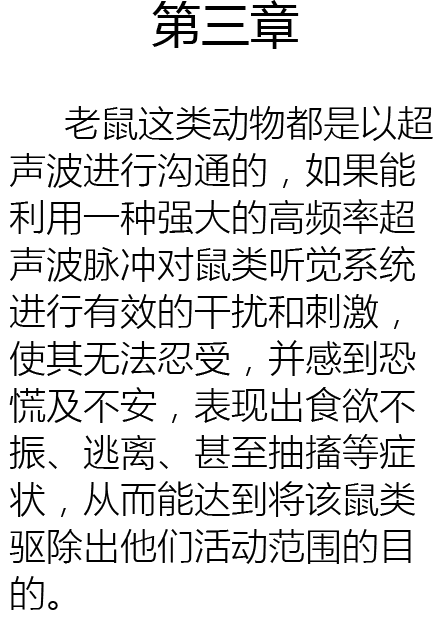 第三章
老鼠这类动物都是以超
声波进行沟通的，如果能
利用一种强大的高频率超
声波脉冲对鼠类听觉系统
进行有效的干扰和刺激，
使其无法忍受，并感到恐
慌及不安，表现出食欲不
振、逃离、甚至抽搐等症
状，从而能达到将该鼠类
驱除出他们活动范围的目
的。